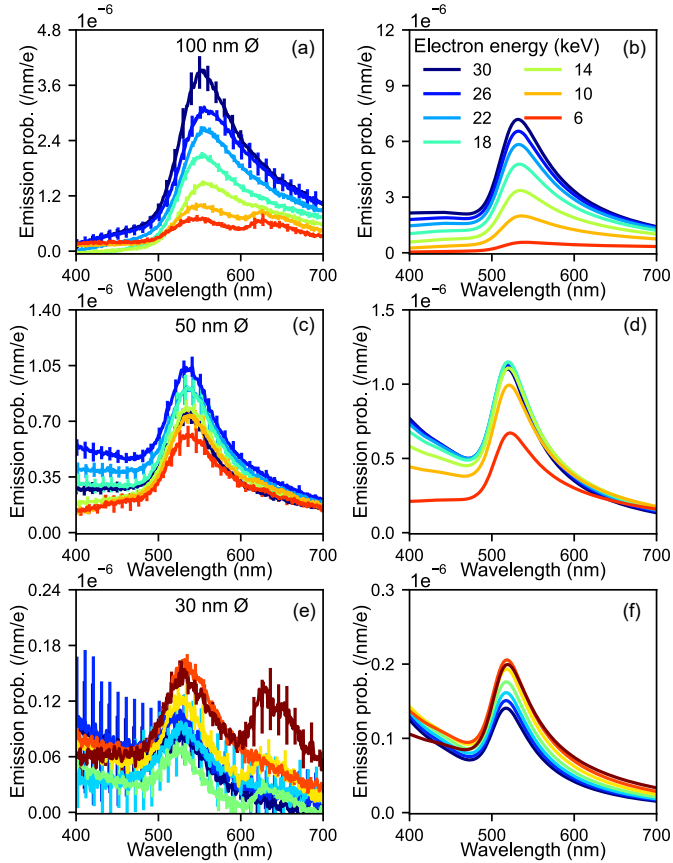 1e−6
100 nm Ø
(a)
Emission prob. (/nm/e)
4.8
3.6
2.4
1.2
0.0
400 500 600 700
Wavelength (nm)
1e−6
Electron energy (keV)
(b)
30 14
26 10
22 6
18
Emission prob. (/nm/e)
12
9
6
3
0
400 500 600 700
Wavelength (nm)
1e−6
50 nm Ø
(c)
Emission prob. (/nm/e)
1.40
1.05
0.70
0.35
0.00
400 500 600 700
Wavelength (nm)
1e−6
(d)
Emission prob. (/nm/e)
1.5
1.0
0.5
0.0
400 500 600 700
Wavelength (nm)
1e−6
30 nm Ø
(e)
Emission prob. (/nm/e)
0.24
0.18
0.12
0.06
0.00
400 500 600 700
Wavelength (nm)
1e−6
(f)
Emission prob. (/nm/e)
0.3
0.2
0.1
0.0
400 500 600 700
Wavelength (nm)